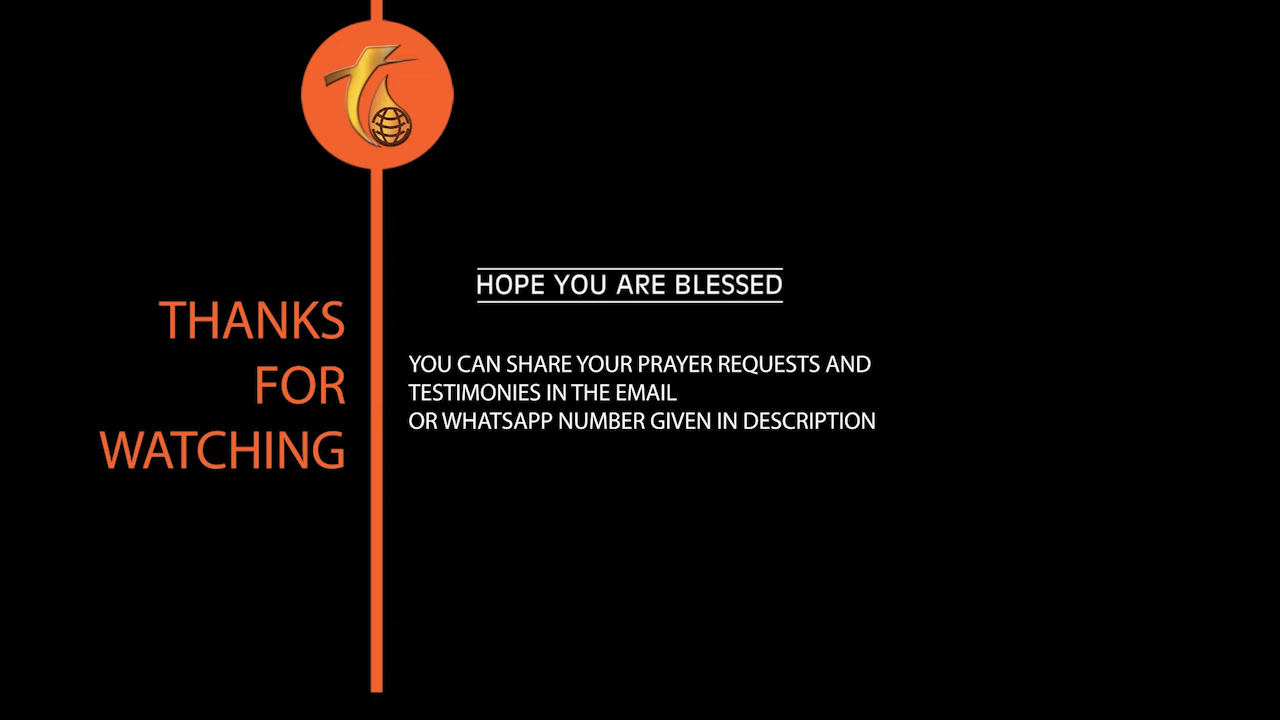 THANKS
FOR
WATCHING
HOPE YOU ARE BLESSED
YOU CAN SHARE YOUR PRAYER REQUESTS AND
TESTIMONIES IN THE EMAIL
OR WHATSAPP NUMBER GIVEN IN DESCRIPTION